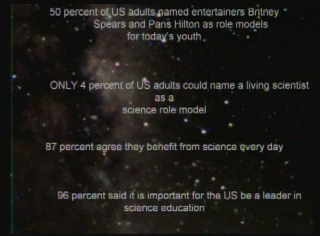 50 percent of US adults named entertainers Britney
Spears and Paris Hilton as role models
for today's youth
ONLY 4 percent of US adults could name a living scientist
as a
science role model
87 percent agree they benefit from science every day
96 percent said it is important for the US be a leader in
science education